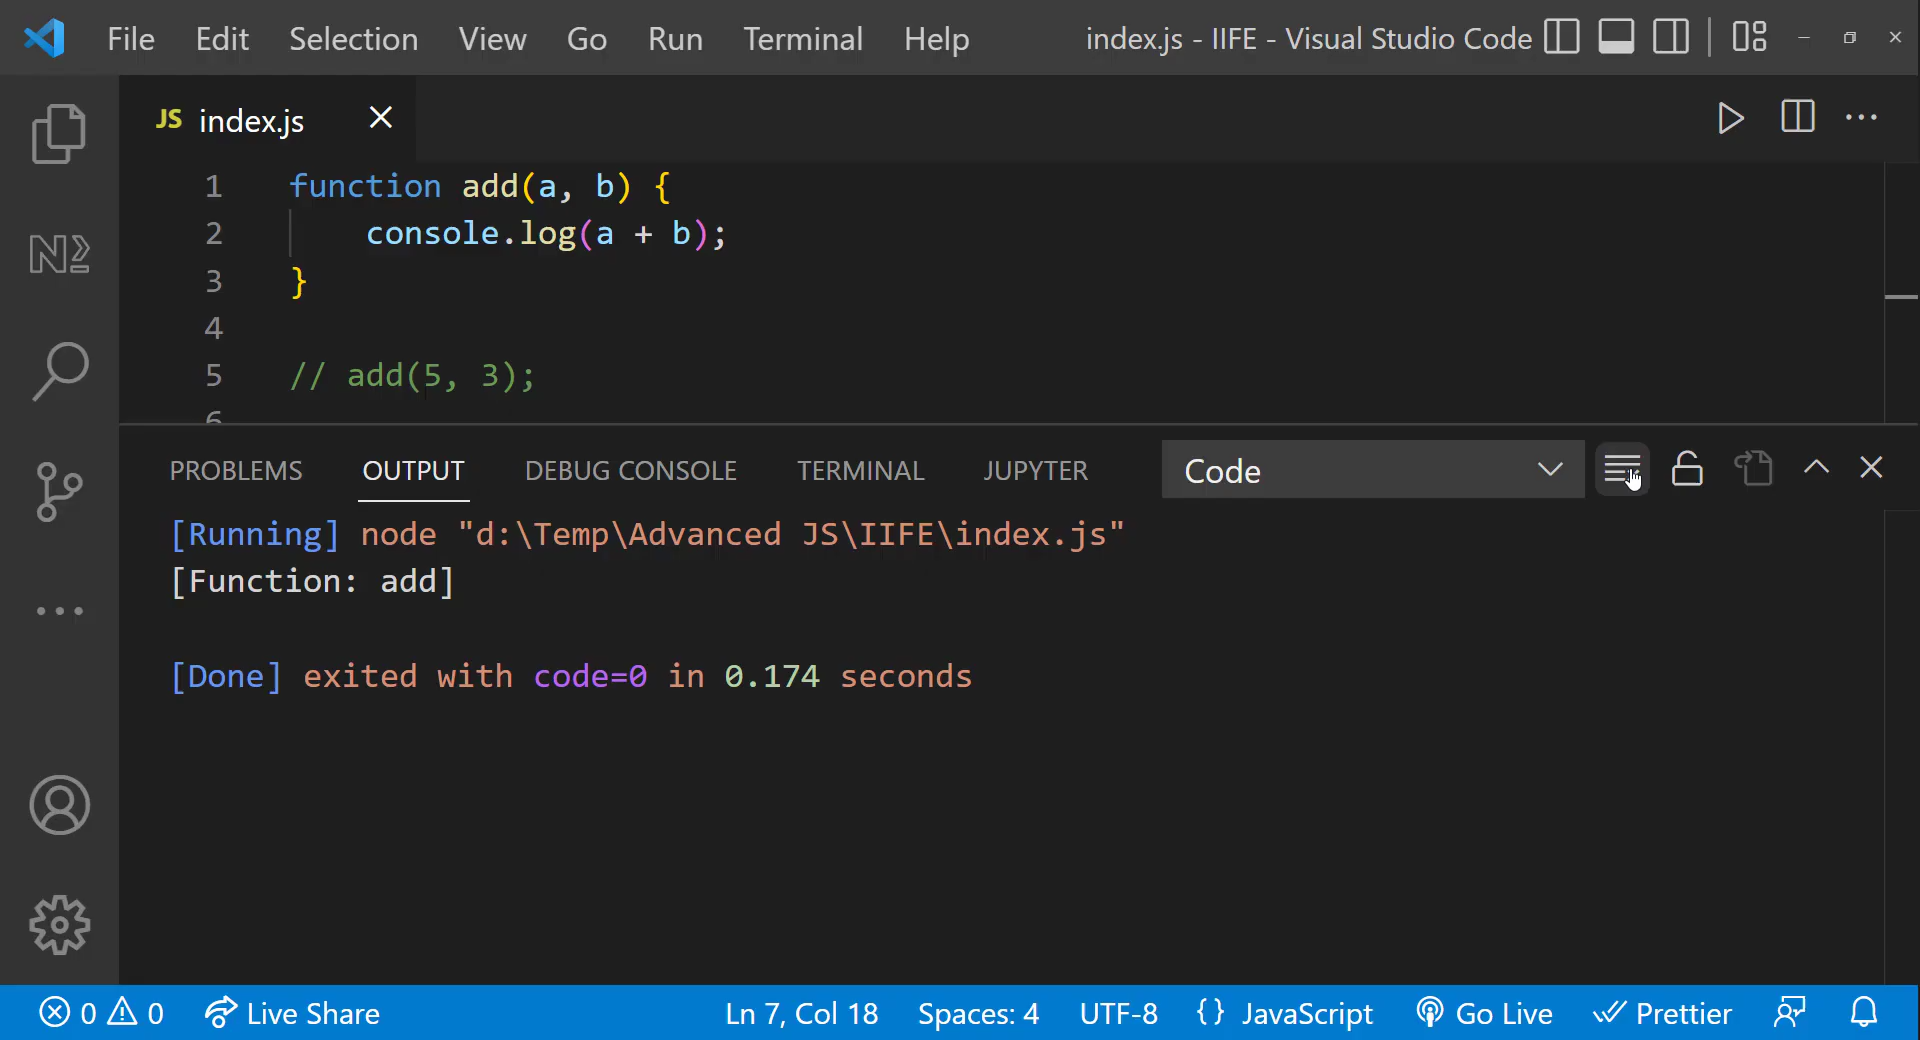 File Edit Selection View Go Run Terminal Help index.js - IIFE - Visual Studio Code
JS index.js
1 function add(a, b) {
2     console.log(a + b);
3 }
4
5 // add(5, 3);
6
PROBLEMS OUTPUT DEBUG CONSOLE TERMINAL JUPYTER Code
[Running] node "d:\Temp\Advanced JS\IIFE\index.js"
[Function: add]
[Done] exited with code=0 in 0.174 seconds
0 0 Live Share Ln 7, Col 18 Spaces: 4 UTF-8 {} JavaScript Go Live Prettier